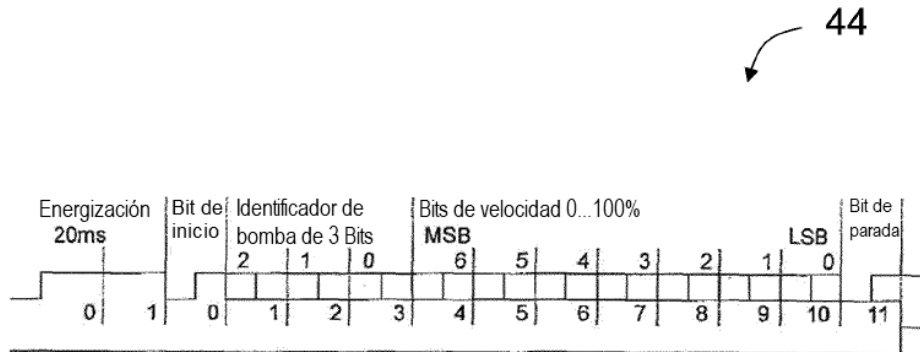 44
Energización
20ms
Bit de
inicio
Identificador de
bomba de 3 Bits
Bits de velocidad 0...100%
MSB
LSB
Bit de
parada
2 1 0 6 5 4 3 2 1 0
0 1 0 1 2 3 4 5 6 7 8 9 10 11